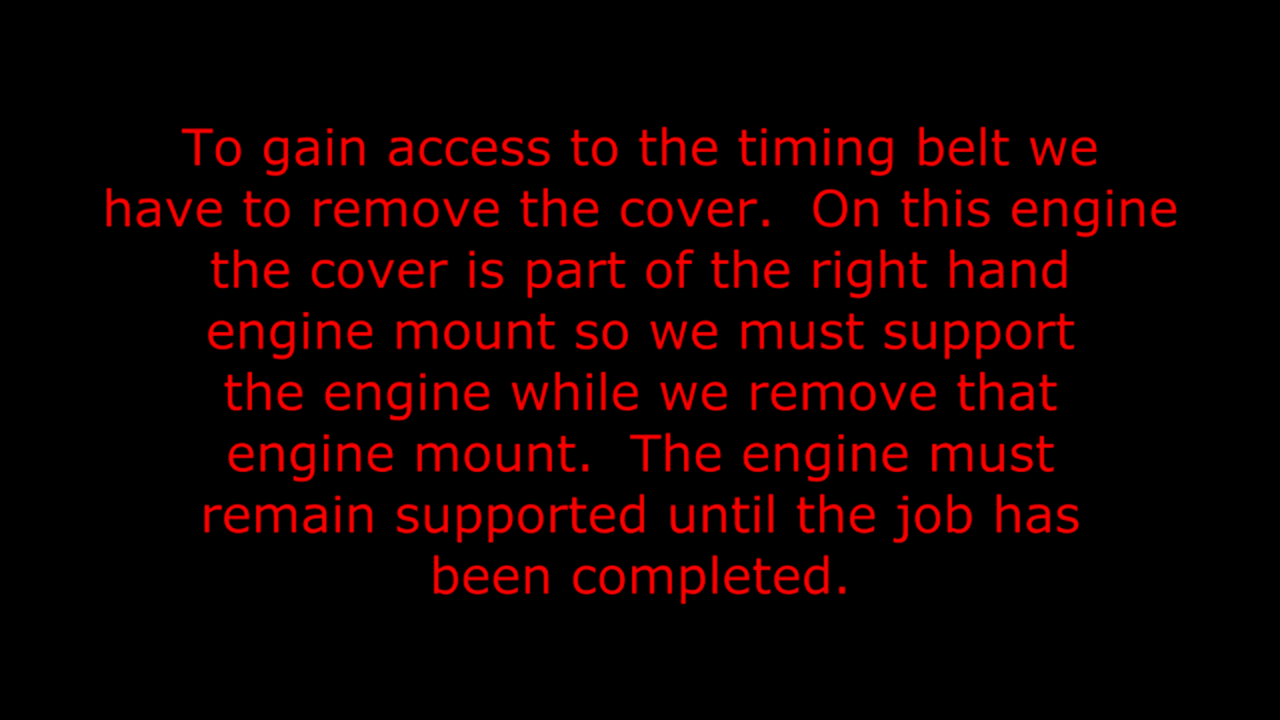 To gain access to the timing belt we
have to remove the cover.  On this engine
the cover is part of the right hand
engine mount so we must support
the engine while we remove that
engine mount.  The engine must
remain supported until the job has
been completed.